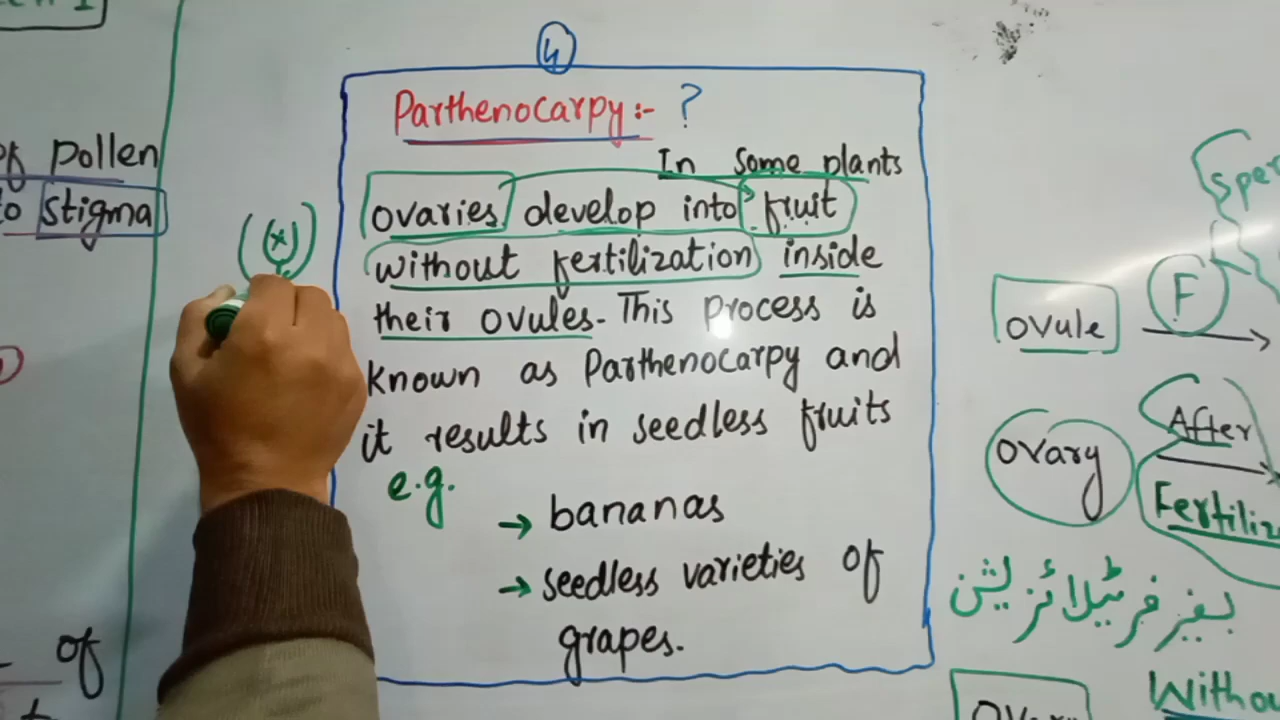 4
Parthenocarpy:- ?
In some plants
ovaries develop into fruit
without fertilization inside
their ovules. This process is
known as Parthenocarpy and
it results in seedless fruits
e.g.
→ bananas
→ seedless varieties of
grapes.
of pollen
to stigma
of
ovule
F
ovary
After
بغیر فرٹیلائزیشن